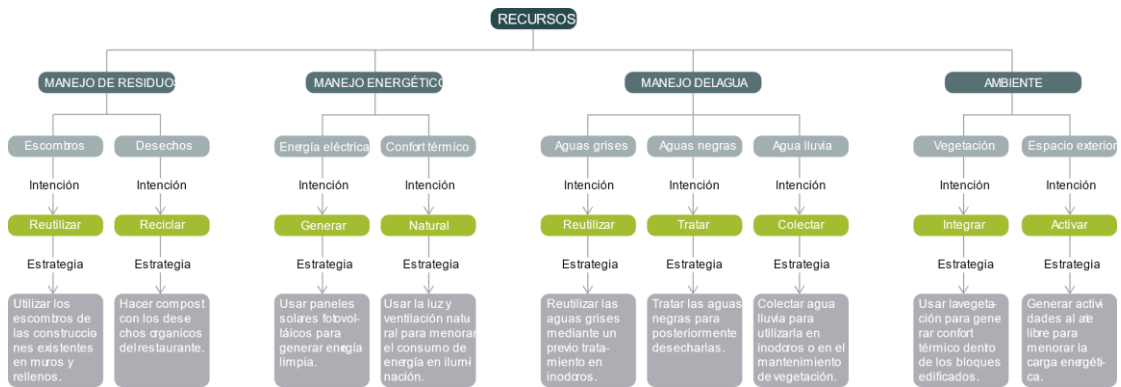 RECURSOS
MANEJO DE RESIDUOS
MANEJO ENERGÉTICO
MANEJO DELAGUA
AMBIENTE
Escombros
Desechos
Energía eléctrica
Confort térmico
Aguas grises
Aguas negras
Agua lluvia
Vegetación
Espacio exterior
Intención
Intención
Intención
Intención
Intención
Intención
Intención
Intención
Intención
Reutilizar
Reciclar
Generar
Natural
Reutilizar
Tratar
Colectar
Integrar
Activar
Estrategia
Estrategia
Estrategia
Estrategia
Estrategia
Estrategia
Estrategia
Estrategia
Estrategia
Utilizar los
escombros de
las construccio-
nes existentes
en muros y
rellenos.
Hacer compost
con los dese
chos organicos
del restaurante.
Usar paneles
solares fotovol-
táicos para
generar energía
limpia.
Usar la luz y
ventilación natu
ral para menorar
el consumo de
energía en ilumi-
nación.
Reutilizar las
aguas grises
mediante un
previo trata-
miento en
inodoros.
Tratar las aguas
negras para
posteriormente
desecharlas.
Colectar agua
lluvia para
utilizarla en
inodoros o en el
mantenimiento
de vegetación.
Usar lavegeta-
ción para gene
rar confort
térmico dento
de los bloques
edificados.
Generar activi
dades al aire
libre para
menorar la
carga energéti-
ca.